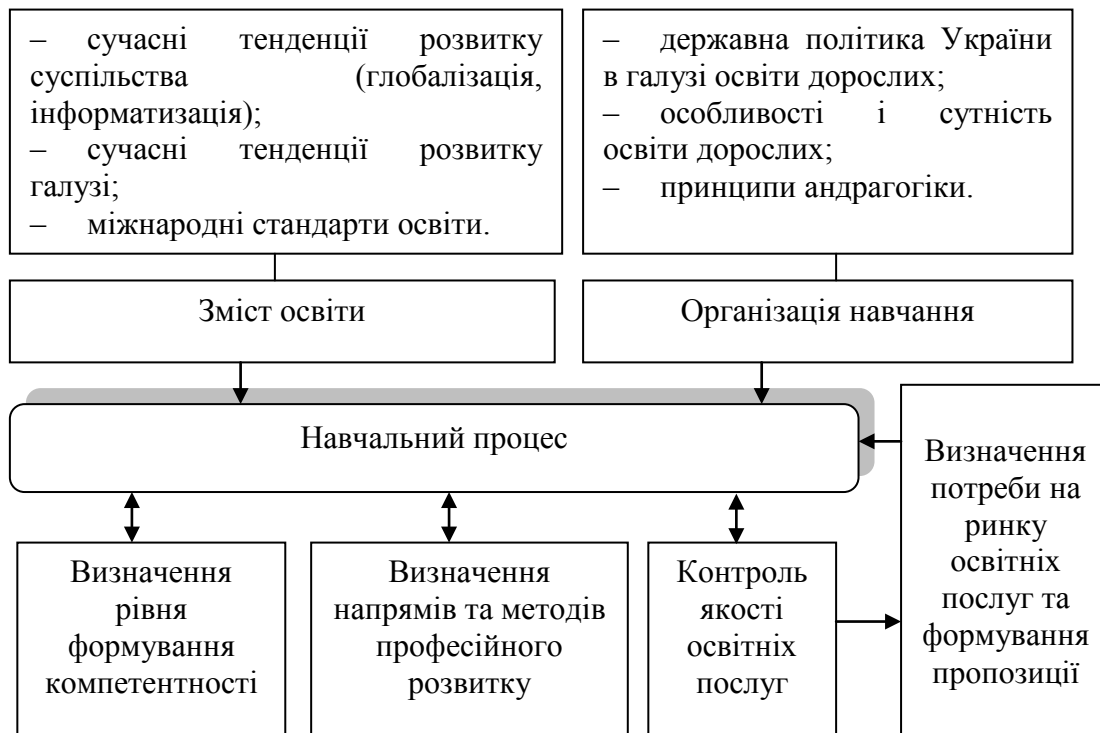 – сучасні тенденції розвитку
суспільства (глобалізація,
інформатизація);
– сучасні тенденції розвитку
галузі;
– міжнародні стандарти освіти.
– державна політика України
в галузі освіти дорослих;
– особливості і сутність
освіти дорослих;
– принципи андрагогіки.
Зміст освіти
Організація навчання
Навчальний процес
Визначення
рівня
формування
компетентності
Визначення
напрямів та методів
професійного
розвитку
Контроль
якості
освітніх
послуг
Визначення
потреби на
ринку
освітніх
послуг та
формування
пропозиції